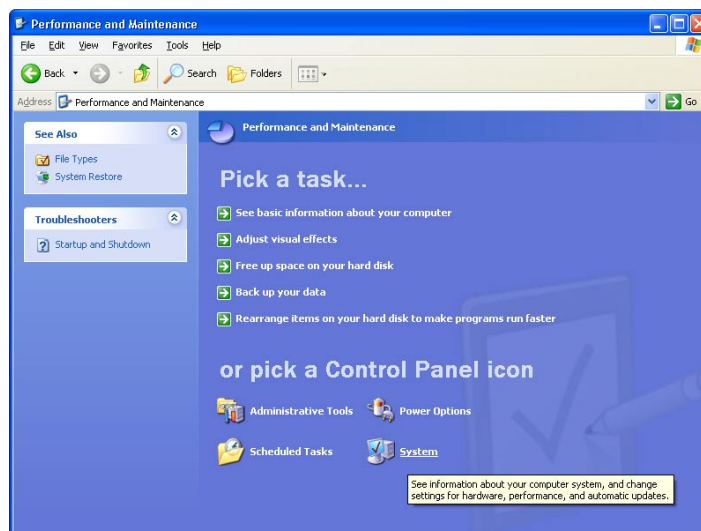 Performance and Maintenance
File Edit View Favorites Tools Help
Back Search Folders
Address Performance and Maintenance Go
See Also
File Types
System Restore
Troubleshooters
Startup and Shutdown
Performance and Maintenance
Pick a task...
See basic information about your computer
Adjust visual effects
Free up space on your hard disk
Back up your data
Rearrange items on your hard disk to make programs run faster
or pick a Control Panel icon
Administrative Tools Power Options
Scheduled Tasks System
See information about your computer system, and change
settings for hardware, performance, and automatic updates.